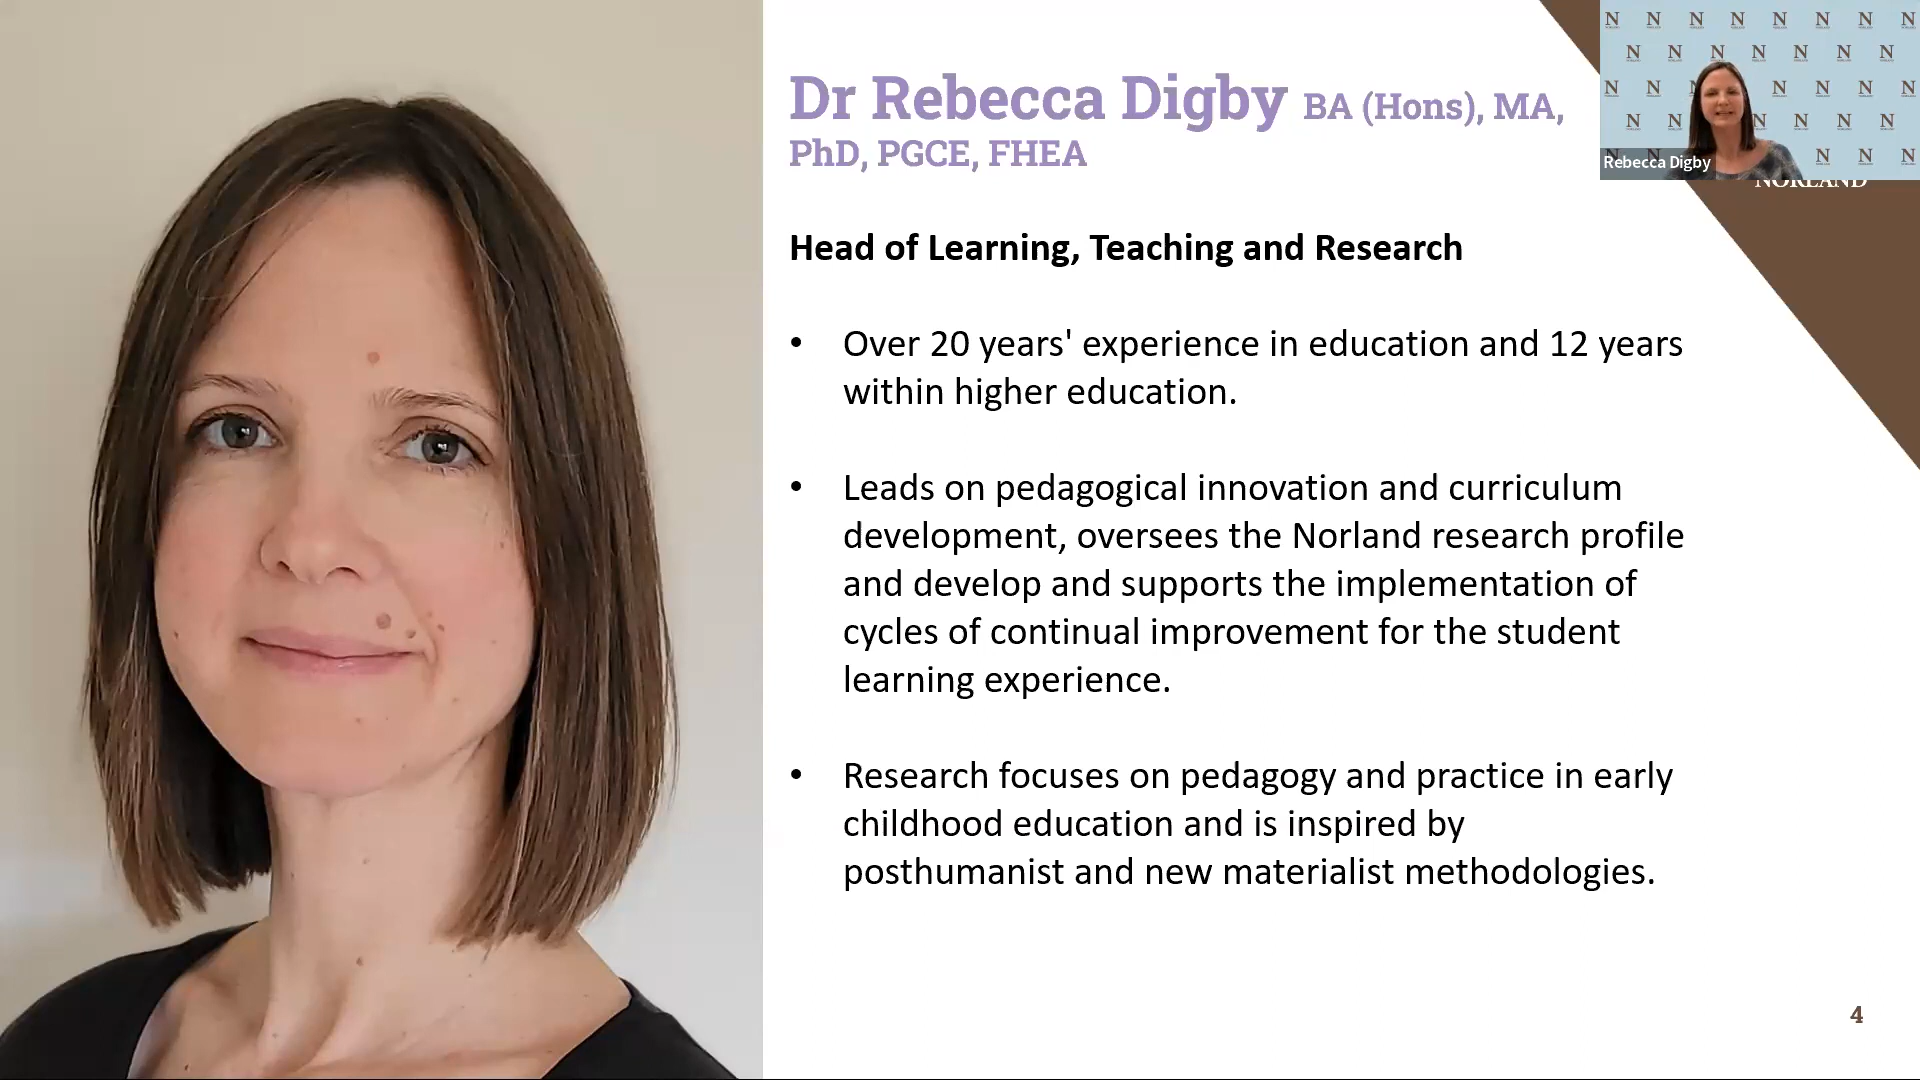 Dr Rebecca Digby BA (Hons), MA,
PhD, PGCE, FHEA
Rebecca Digby
NORLAND
Head of Learning, Teaching and Research
• Over 20 years' experience in education and 12 years
within higher education.
• Leads on pedagogical innovation and curriculum
development, oversees the Norland research profile
and develop and supports the implementation of
cycles of continual improvement for the student
learning experience.
• Research focuses on pedagogy and practice in early
childhood education and is inspired by
posthumanist and new materialist methodologies.
4